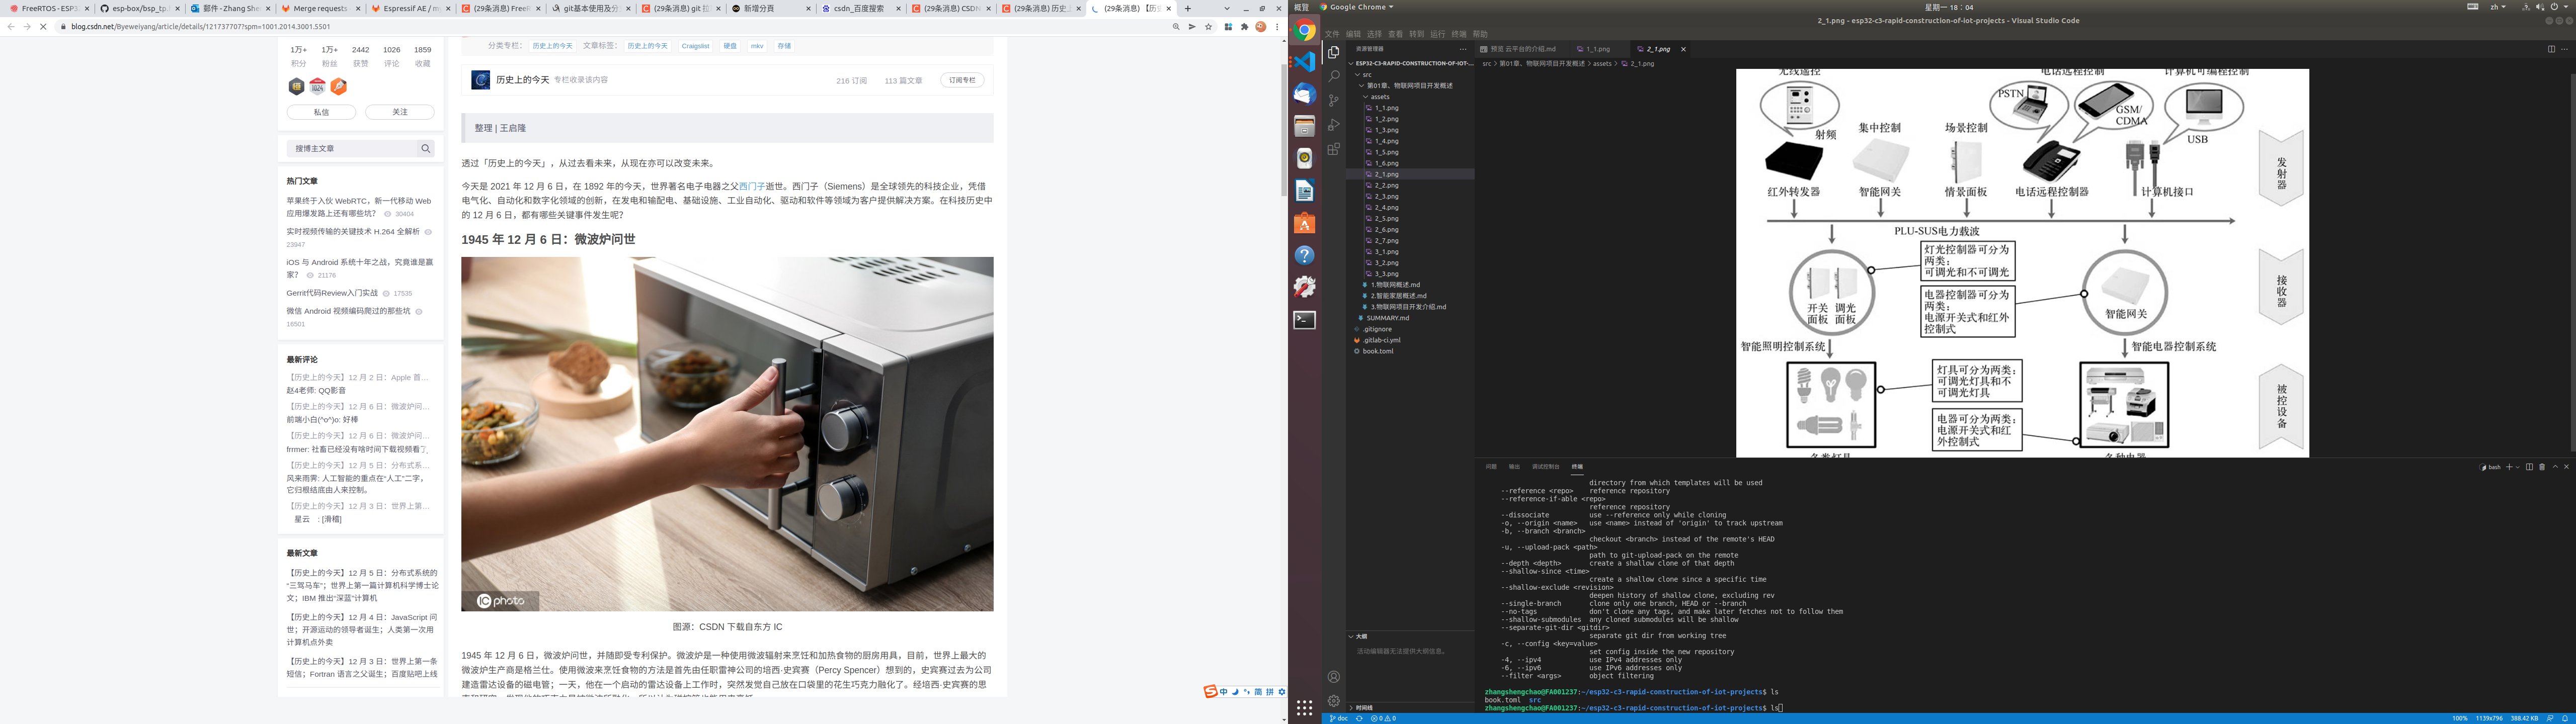 FreeRTOS - ESP32
esp-box/bsp_tp.
郵件 - Zhang She
Merge requests
Espressif AE / m
(29条消息) FreeR
git基本使用及分
(29条消息) git 拉
新增分頁
csdn_百度搜索
(29条消息) CSDN
(29条消息) 历史上
(29条消息) 【历史
blog.csdn.net/Byeweiyang/article/details/121737707?spm=1001.2014.3001.5501
1万+ 1万+ 2442 1026 1859
积分 粉丝 获赞 评论 收藏
私信 关注
搜博主文章
热门文章
苹果终于入伙 WebRTC，新一代移动 Web
应用爆发路上还有哪些坑？ 30404
实时视频传输的关键技术 H.264 全解析
23947
iOS 与 Android 系统十年之战，究竟谁是赢
家？ 21176
Gerrit代码Review入门实战 17535
微信 Android 视频编码爬过的那些坑
16501
最新评论
【历史上的今天】12 月 2 日：Apple 首…
赵4老师: QQ影音
【历史上的今天】12 月 6 日：微波炉问…
前端小白(^o^)o: 好棒
【历史上的今天】12 月 6 日：微波炉问…
frrmer: 社畜已经没有啥时间下载视频看了
【历史上的今天】12 月 5 日：分布式系…
风来雨霁: 人工智能的重点在“人工”二字，
它归根结底由人来控制。
【历史上的今天】12 月 3 日：世界上第…
星云 : [滑稽]
最新文章
【历史上的今天】12 月 5 日：分布式系统的
“三驾马车”；世界上第一篇计算机科学博士论
文；IBM 推出“深蓝”计算机
【历史上的今天】12 月 4 日：JavaScript 问
世；开源运动的领导者诞生；人类第一次用
计算机点外卖
【历史上的今天】12 月 3 日：世界上第一条
短信；Fortran 语言之父诞生；百度贴吧上线
分类专栏： 历史上的今天 文章标签： 历史上的今天 Craigslist 硬盘 mkv 存储
历史上的今天 专栏收录该内容 216 订阅 113 篇文章 订阅专栏
整理 | 王启隆
透过「历史上的今天」，从过去看未来，从现在亦可以改变未来。
今天是 2021 年 12 月 6 日，在 1892 年的今天，世界著名电子电器之父西门子逝世。西门子（Siemens）是全球领先的科技企业，凭借
电气化、自动化和数字化领域的创新，在发电和输配电、基础设施、工业自动化、驱动和软件等领域为客户提供解决方案。在科技历史中
的 12 月 6 日，都有哪些关键事件发生呢？
1945 年 12 月 6 日：微波炉问世
IC photo
图源：CSDN 下载自东方 IC
1945 年 12 月 6 日，微波炉问世，并随即受专利保护。微波炉是一种使用微波辐射来烹饪和加热食物的厨房用具，目前，世界上最大的
微波炉生产商是格兰仕。使用微波来烹饪食物的方法是首先由任职雷神公司的培西·史宾赛（Percy Spencer）想到的，史宾赛过去为公司
建造雷达设备的磁电管；一天，他在一个启动的雷达设备上工作时，突然发觉自己放在口袋里的花生巧克力融化了。经培西·史宾赛的思
中 简 拼
概覽 Google Chrome 星期一 18：04 zh
2_1.png - esp32-c3-rapid-construction-of-iot-projects - Visual Studio Code
文件 编辑 选择 查看 转到 运行 终端 帮助
资源管理器
ESP32-C3-RAPID-CONSTRUCTION-OF-IOT-...
src
第01章、物联网项目开发概述
assets
1_1.png
1_2.png
1_3.png
1_4.png
1_5.png
1_6.png
2_1.png
2_2.png
2_3.png
2_4.png
2_5.png
2_6.png
2_7.png
3_1.png
3_2.png
3_3.png
1.物联网概述.md
2.智能家居概述.md
3.物联网项目开发介绍.md
SUMMARY.md
.gitignore
.gitlab-ci.yml
book.toml
大纲
活动编辑器无法提供大纲信息。
时间线
预览 云平台的介绍.md 1_1.png 2_1.png
src > 第01章、物联网项目开发概述 > assets > 2_1.png
无线遥控 电话远程控制 计算机可编程控制
PSTN
GSM/
CDMA
USB
射频 集中控制 场景控制
红外转发器 智能网关 情景面板 电话远程控制器 计算机接口
发射器
PLU-SUS电力载波
灯光控制器可分为
两类：
可调光和不可调光
电器控制器可分为
两类：
电源开关式和红外
控制式
开关 调光
面板 面板
智能网关
接收器
智能照明控制系统 智能电器控制系统
灯具可分为两类：
可调光灯具和不
可调光灯具
电器可分为两类：
电源开关式和红
外控制式
被控设备
各类灯具 各种电器
问题 输出 调试控制台 终端 bash
directory from which templates will be used
--reference <repo> reference repository
--reference-if-able <repo>
reference repository
--dissociate use --reference only while cloning
-o, --origin <name> use <name> instead of 'origin' to track upstream
-b, --branch <branch>
checkout <branch> instead of the remote's HEAD
-u, --upload-pack <path>
path to git-upload-pack on the remote
--depth <depth> create a shallow clone of that depth
--shallow-since <time>
create a shallow clone since a specific time
--shallow-exclude <revision>
deepen history of shallow clone, excluding rev
--single-branch clone only one branch, HEAD or --branch
--no-tags don't clone any tags, and make later fetches not to follow them
--shallow-submodules any cloned submodules will be shallow
--separate-git-dir <gitdir>
separate git dir from working tree
-c, --config <key=value>
set config inside the new repository
-4, --ipv4 use IPv4 addresses only
-6, --ipv6 use IPv6 addresses only
--filter <args> object filtering
zhangshengchao@FA001237:~/esp32-c3-rapid-construction-of-iot-projects$ ls
book.toml src
zhangshengchao@FA001237:~/esp32-c3-rapid-construction-of-iot-projects$ ls
doc 0 0 100% 1139x796 388.42 KB